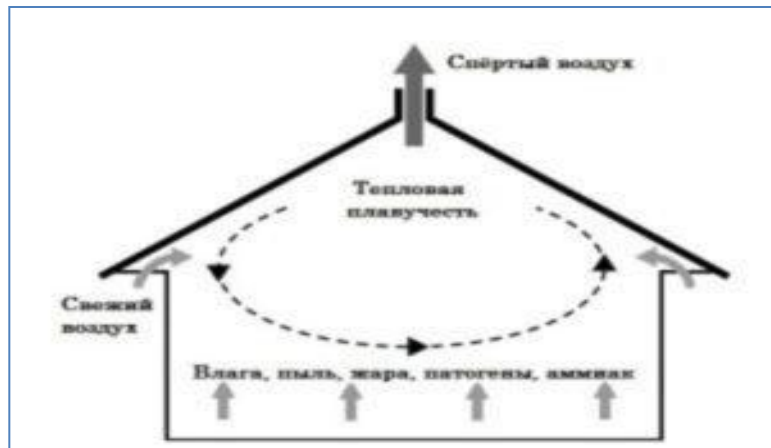 Спёртый воздух
Тепловая
плавучесть
Свежий
воздух
Влага, пыль, жара, патогены, аммиак